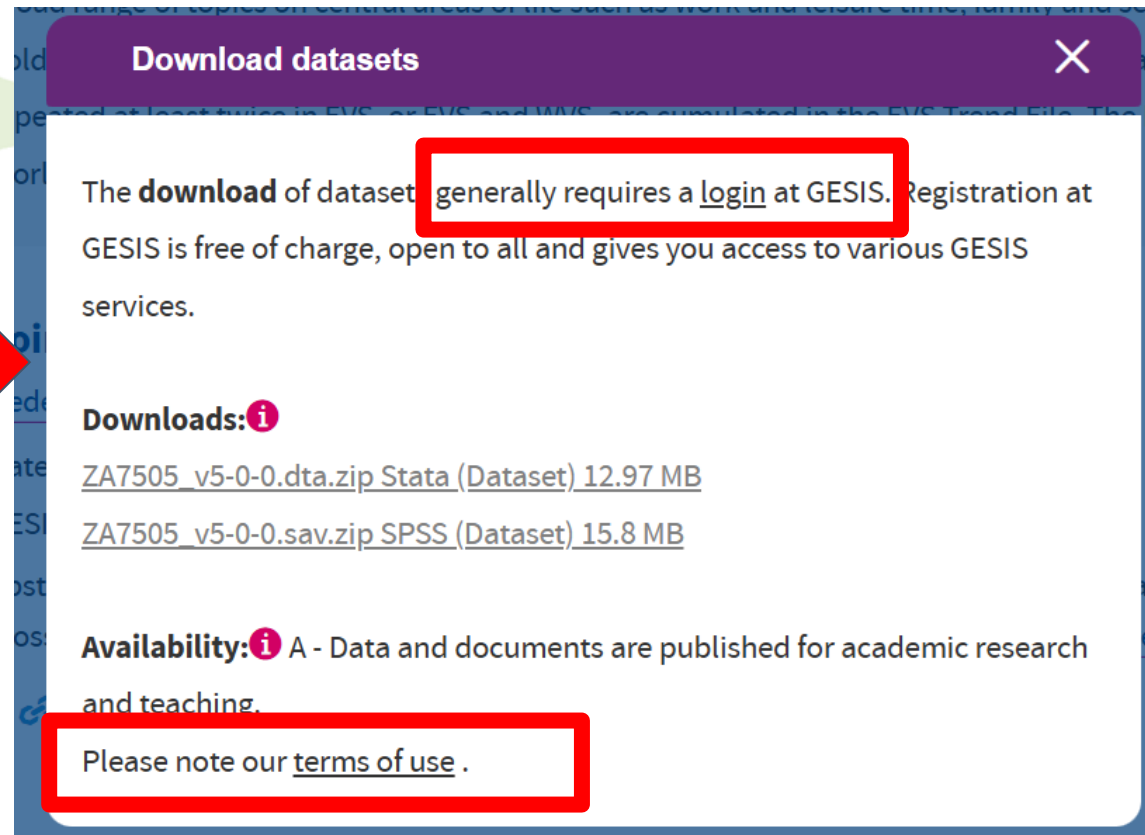 Download datasets
The download of dataset generally requires a login at GESIS. Registration at
GESIS is free of charge, open to all and gives you access to various GESIS
services.
Downloads:
ZA7505_v5-0-0.dta.zip Stata (Dataset) 12.97 MB
ZA7505_v5-0-0.sav.zip SPSS (Dataset) 15.8 MB
Availability: A - Data and documents are published for academic research
and teaching.
Please note our terms of use .